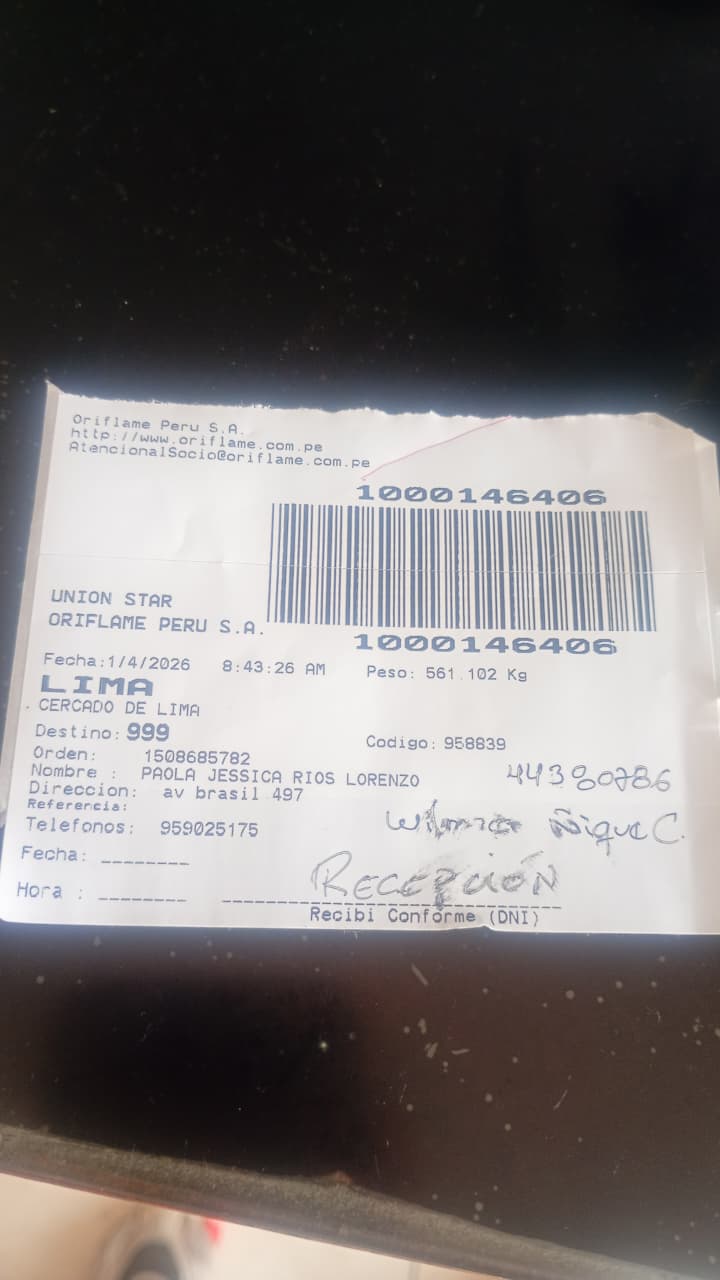 Oriflame Peru S.A.
http://www.oriflame.com.pe
AtencionalSocio@oriflame.com.pe
1000146406
1000146406
UNION STAR
ORIFLAME PERU S.A.
Fecha:1/4/2026 8:43:26 AM Peso: 561.102 Kg
LIMA
CERCADO DE LIMA
Destino: 999 Codigo: 958839
Orden: 1508685782
Nombre : PAOLA JESSICA RIOS LORENZO
44380786
Direccion: av brasil 497
Referencia:
Ñique C.
Telefonos: 959025175
Fecha: ________
RECEPCIÓN
Hora : ________
Recibi Conforme (DNI)